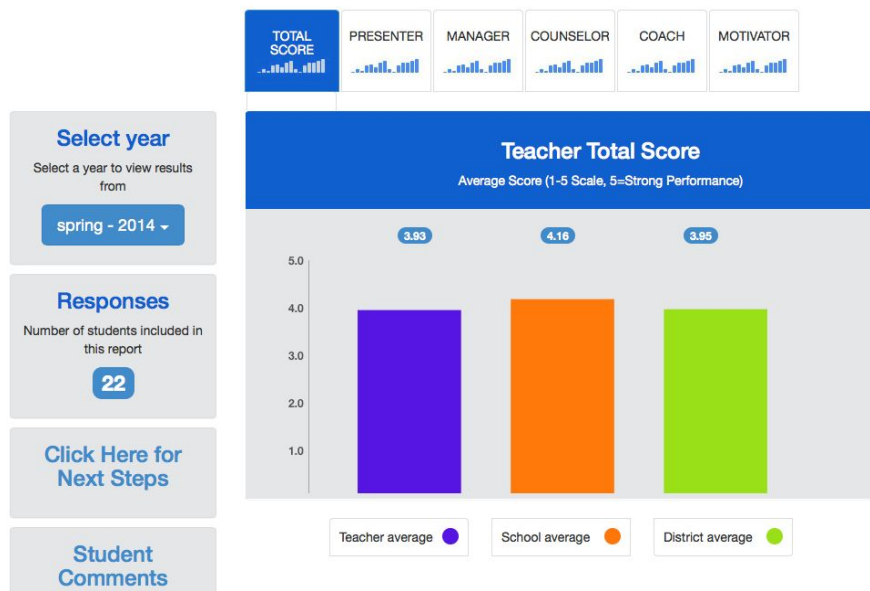 TOTAL
SCORE
PRESENTER
MANAGER
COUNSELOR
COACH
MOTIVATOR
Select year
Select a year to view results
from
spring - 2014
Responses
Number of students included in
this report
22
Click Here for
Next Steps
Student
Comments
Teacher Total Score
Average Score (1-5 Scale, 5=Strong Performance)
3.93
4.16
3.95
5.0
4.0
3.0
2.0
1.0
Teacher average
School average
District average